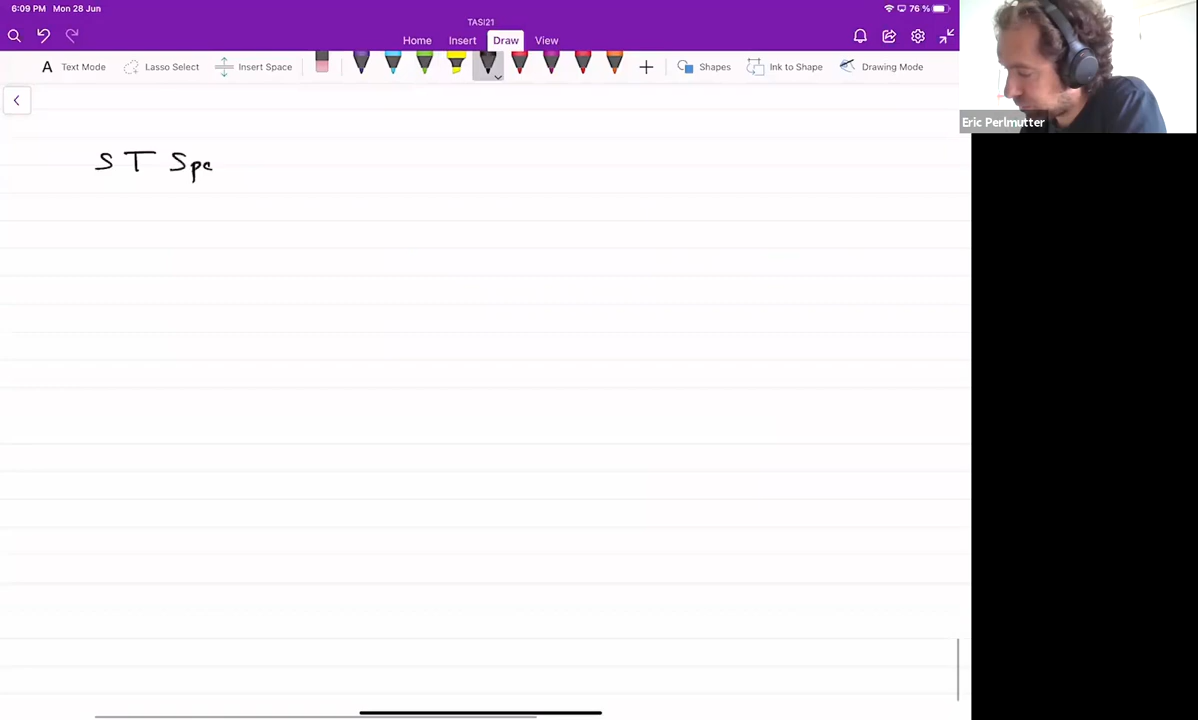 6:09 PM Mon 28 Jun
76 %
TASI21
Home Insert Draw View
A Text Mode Lasso Select Insert Space Shapes Ink to Shape Drawing Mode
Eric Perlmutter
S T Spe